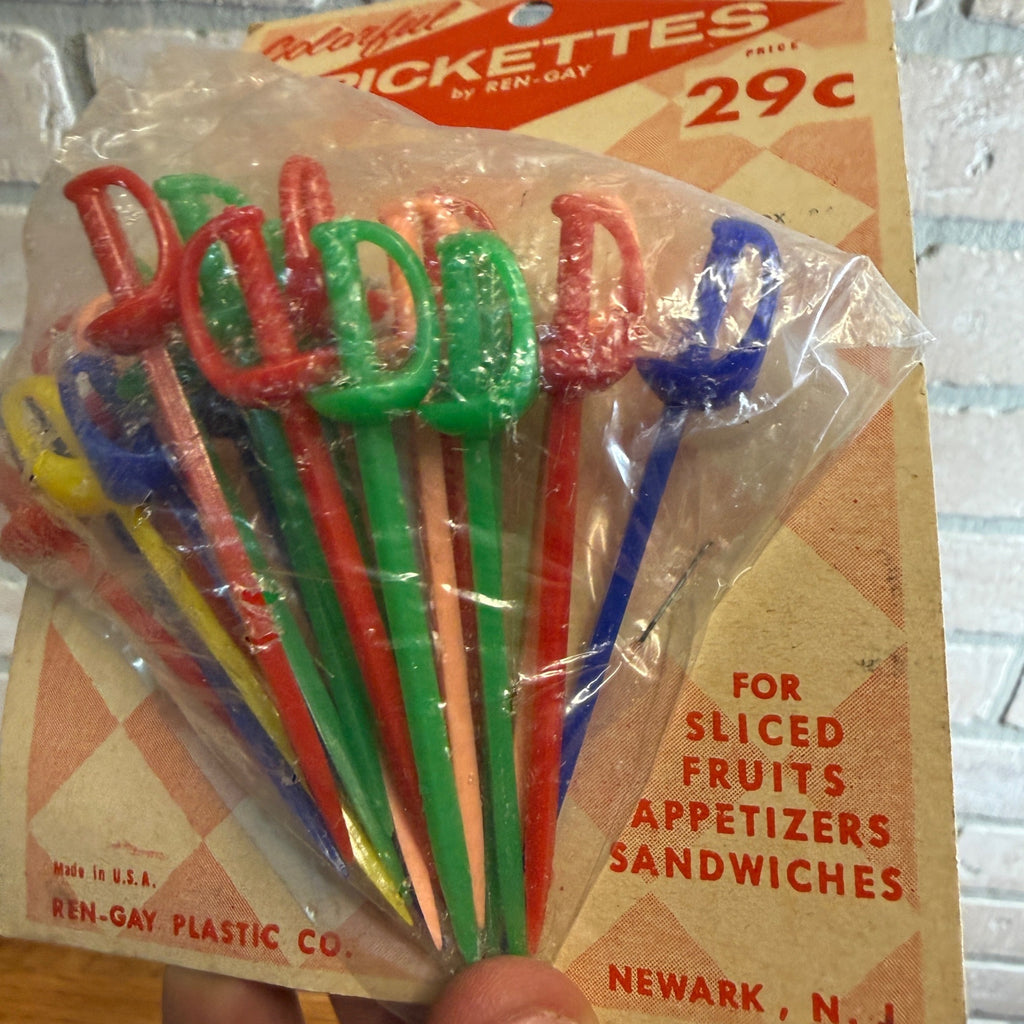 Colorful
PICKETTES
by REN-GAY
PRICE
29c
FOR
SLICED
FRUITS
APPETIZERS
SANDWICHES
Made in U.S.A.
REN-GAY PLASTIC CO.
NEWARK, N. J